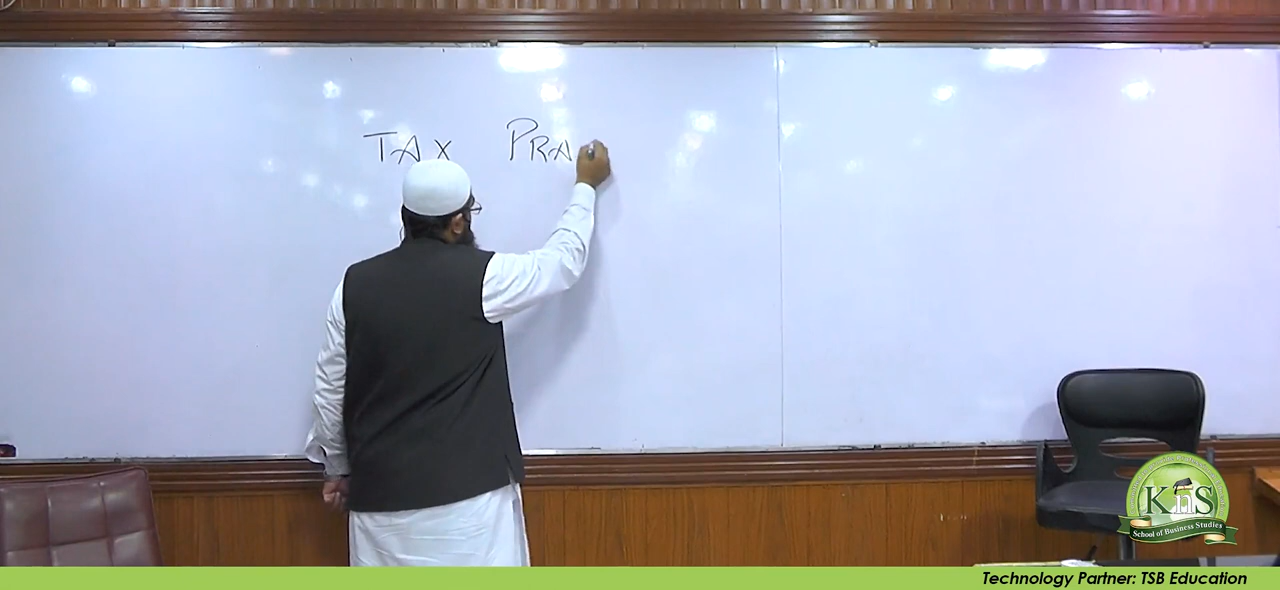 TAX PRA
KnS
School of Business Studies
Technology Partner: TSB Education